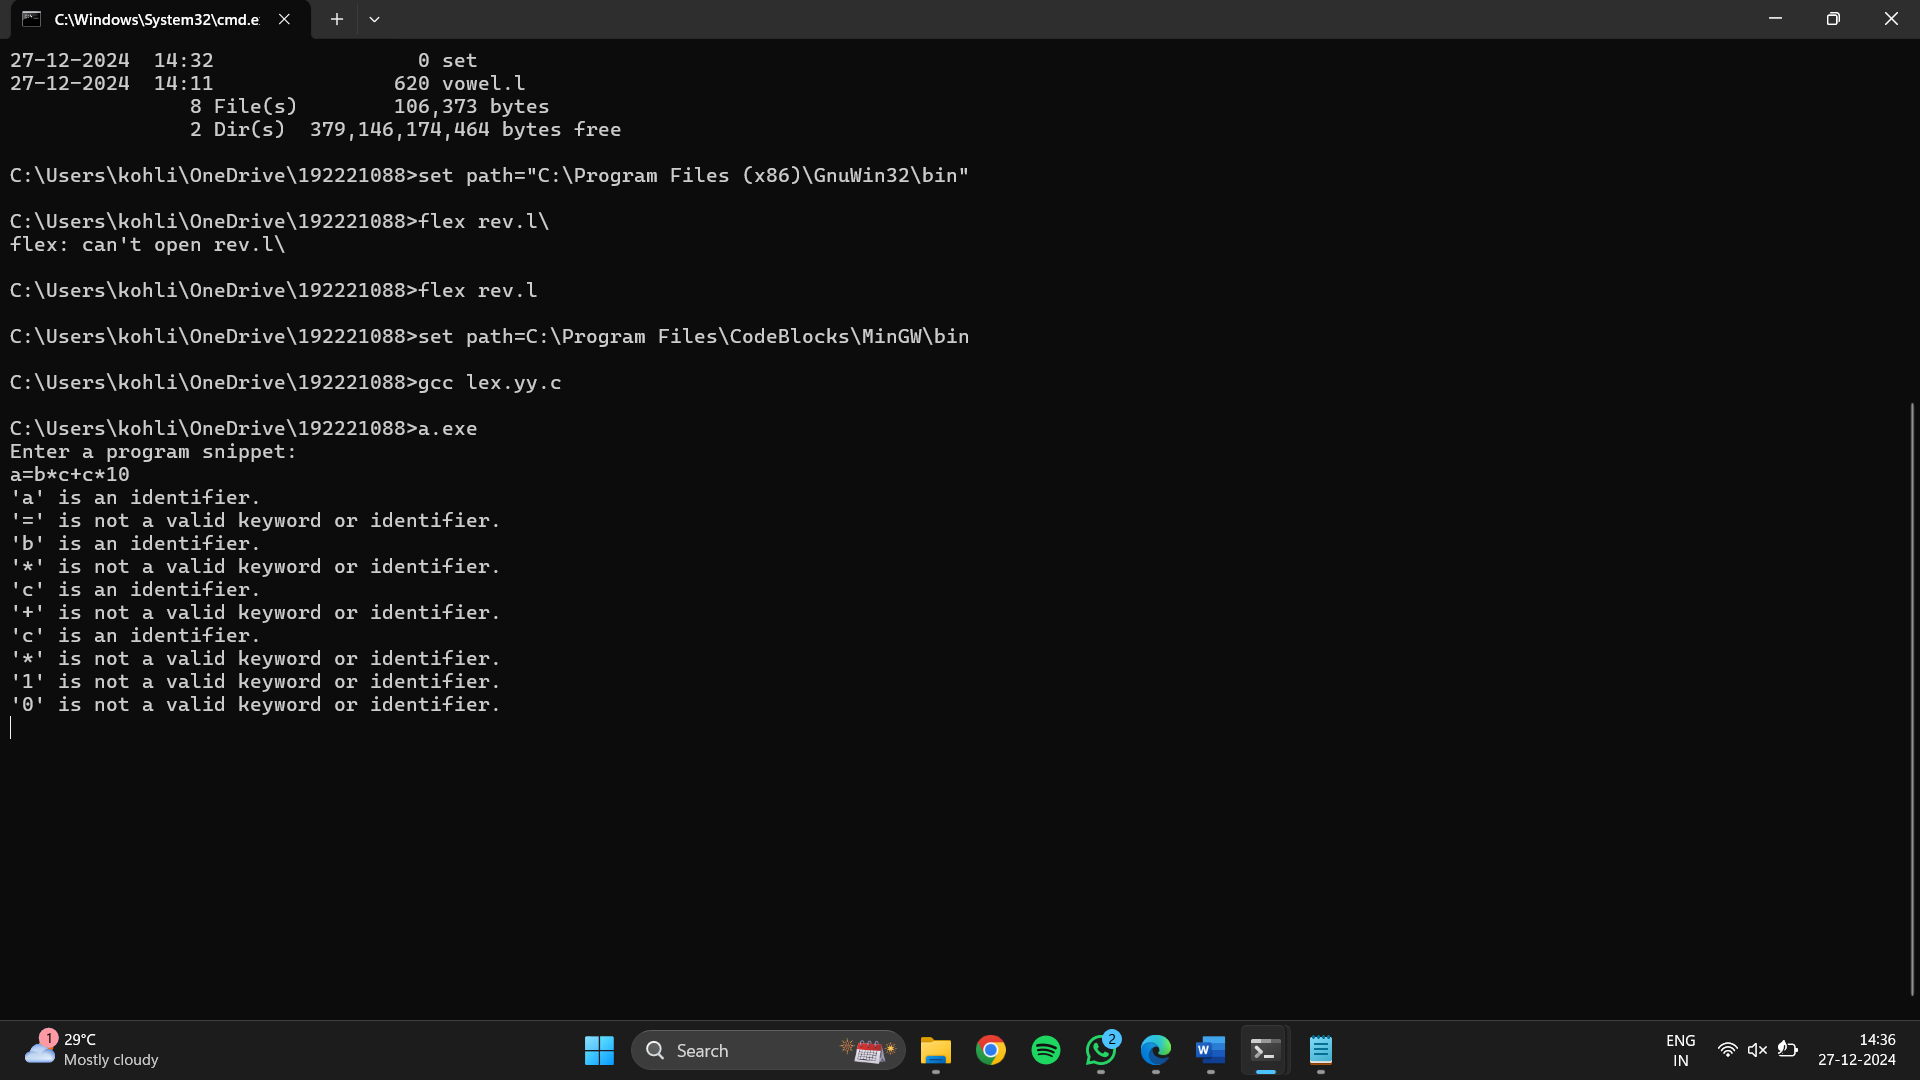 C:\Windows\System32\cmd.e
27-12-2024  14:32                 0 set
27-12-2024  14:11               620 vowel.l
               8 File(s)        106,373 bytes
               2 Dir(s)  379,146,174,464 bytes free
C:\Users\kohli\OneDrive\192221088>set path="C:\Program Files (x86)\GnuWin32\bin"
C:\Users\kohli\OneDrive\192221088>flex rev.l\
flex: can't open rev.l\
C:\Users\kohli\OneDrive\192221088>flex rev.l
C:\Users\kohli\OneDrive\192221088>set path=C:\Program Files\CodeBlocks\MinGW\bin
C:\Users\kohli\OneDrive\192221088>gcc lex.yy.c
C:\Users\kohli\OneDrive\192221088>a.exe
Enter a program snippet:
a=b*c+c*10
'a' is an identifier.
'=' is not a valid keyword or identifier.
'b' is an identifier.
'*' is not a valid keyword or identifier.
'c' is an identifier.
'+' is not a valid keyword or identifier.
'c' is an identifier.
'*' is not a valid keyword or identifier.
'1' is not a valid keyword or identifier.
'0' is not a valid keyword or identifier.
1
29°C
Mostly cloudy
Search
2
W
ENG
IN
14:36
27-12-2024